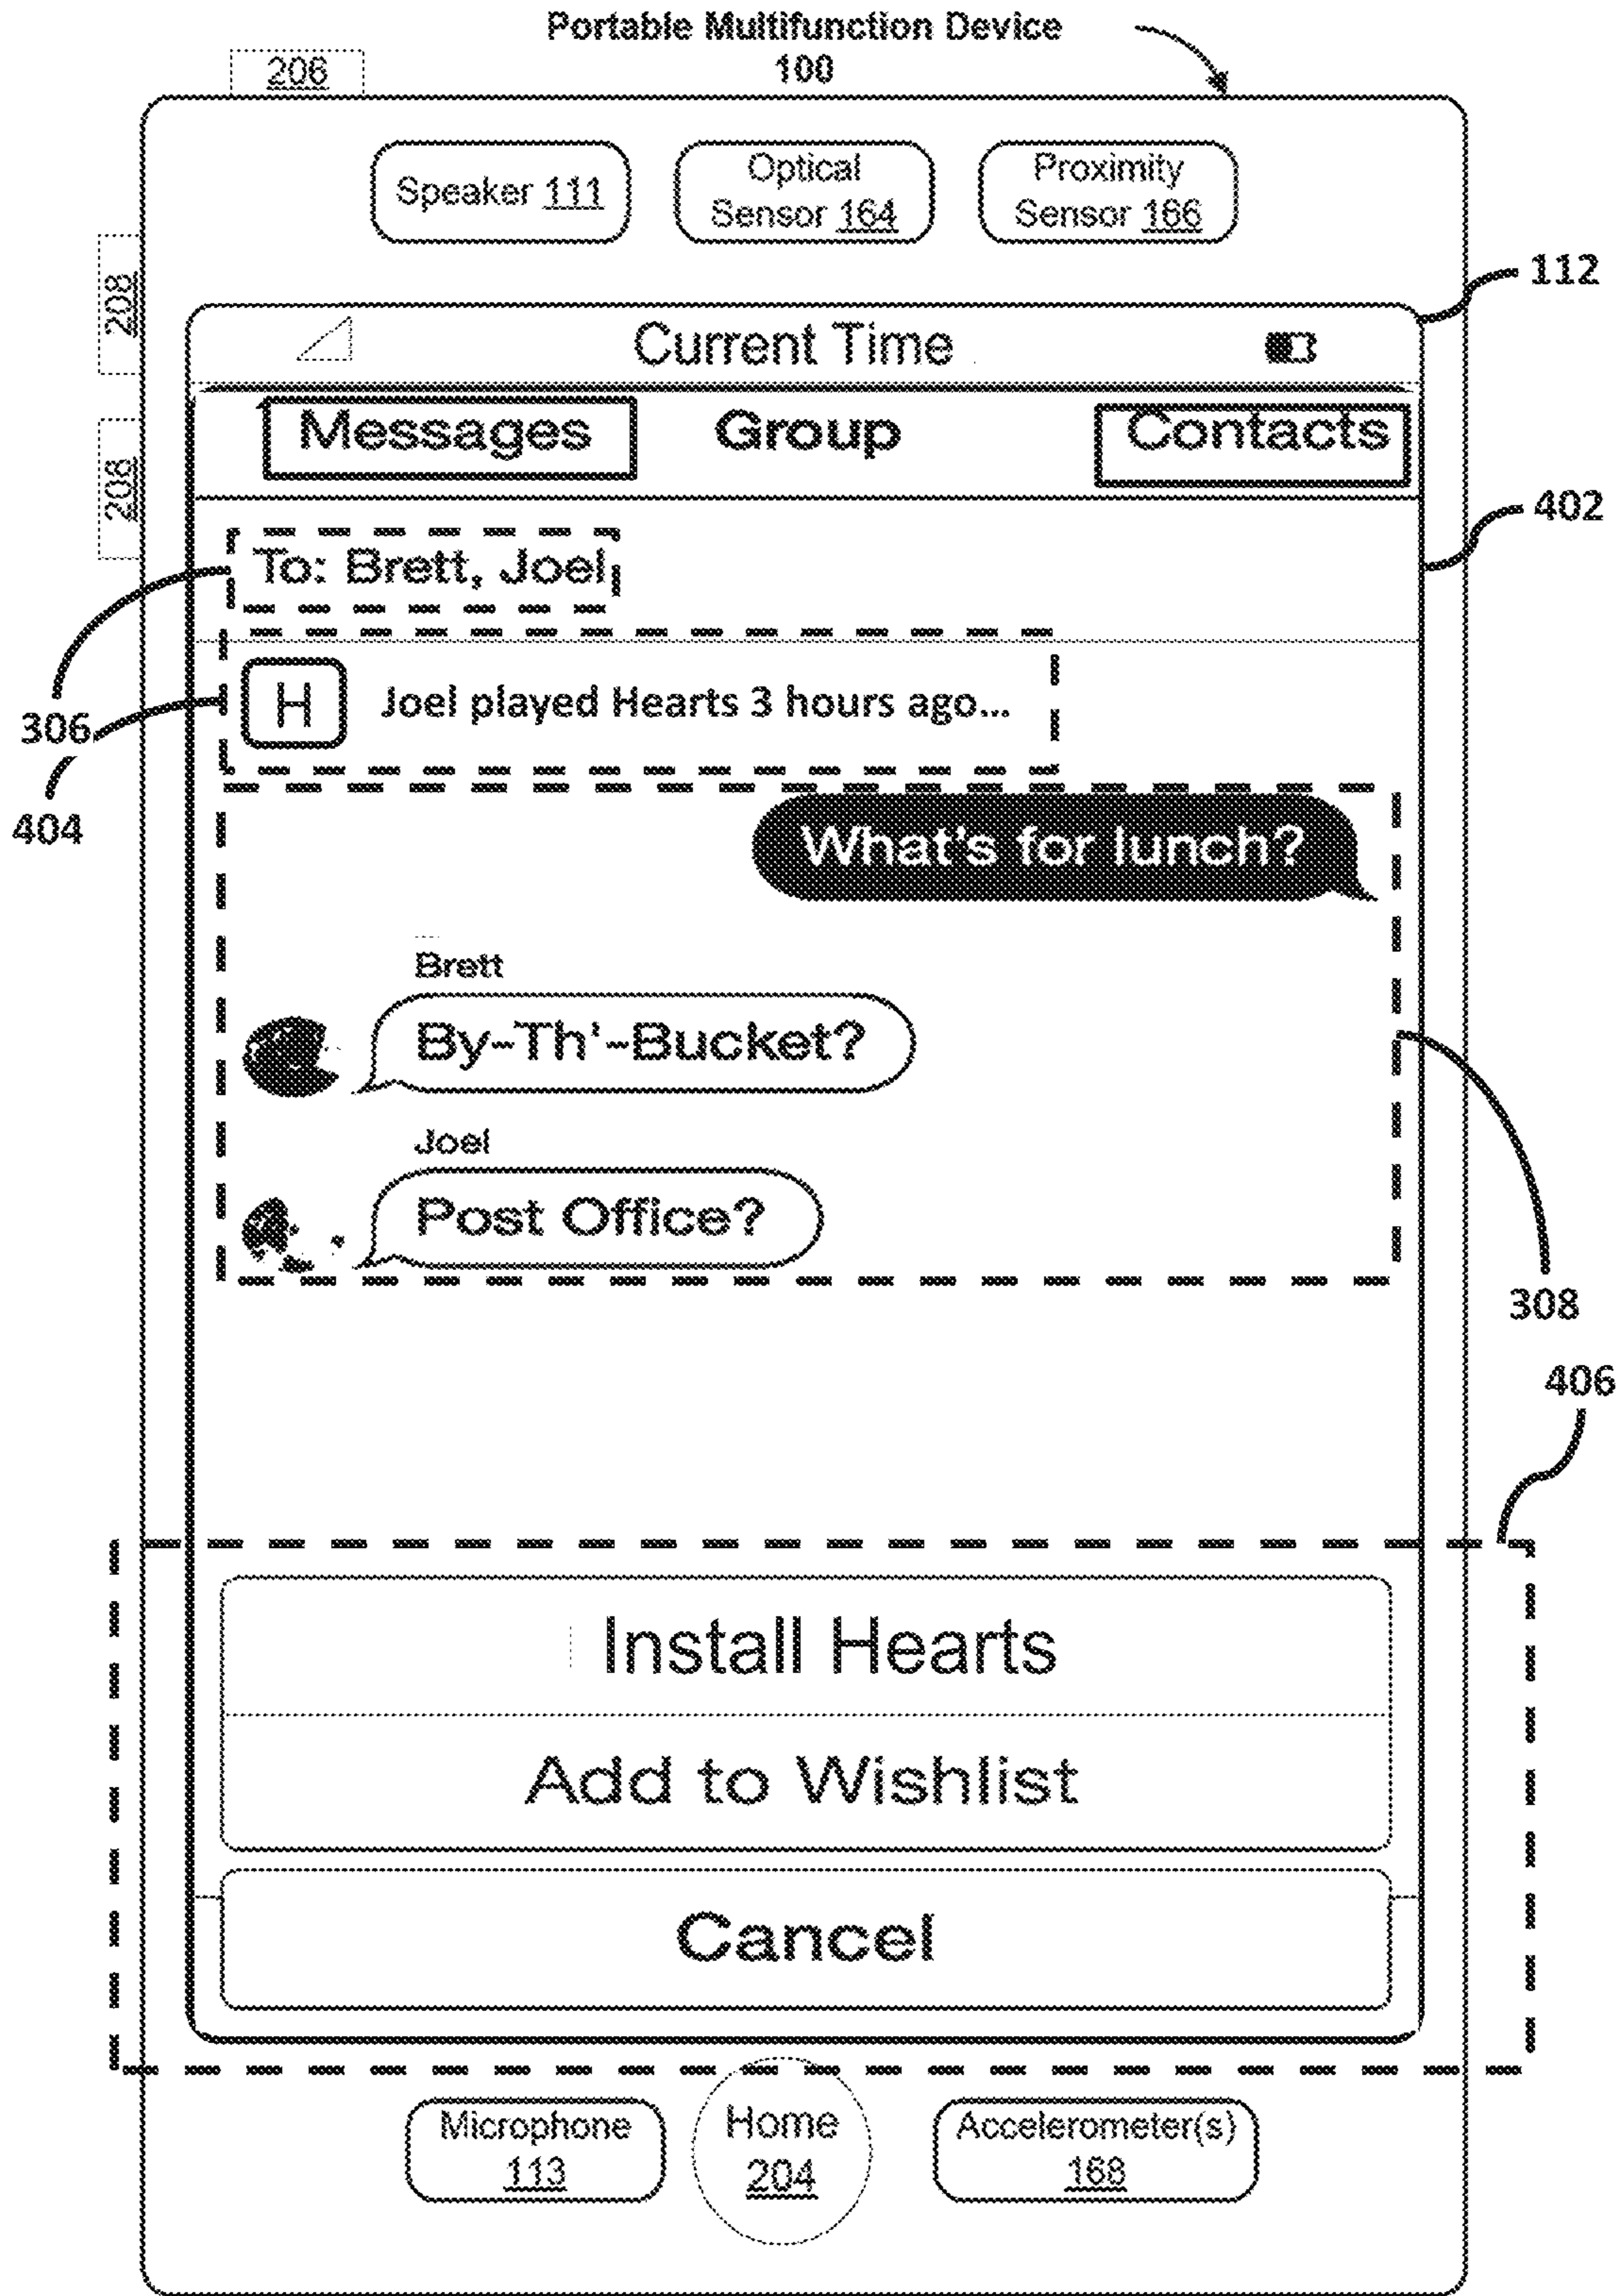 Portable Multifunction Device
100
206
Speaker 111
Optical
Sensor 164
Proximity
Sensor 166
208
208
112
Current Time
Messages Group Contacts
402
To: Brett, Joel
306
H Joel played Hearts 3 hours ago...
404
What's for lunch?
Brett
By-Th'-Bucket?
Joel
Post Office?
308
406
Install Hearts
Add to Wishlist
Cancel
Microphone
113
Home
204
Accelerometer(s)
168